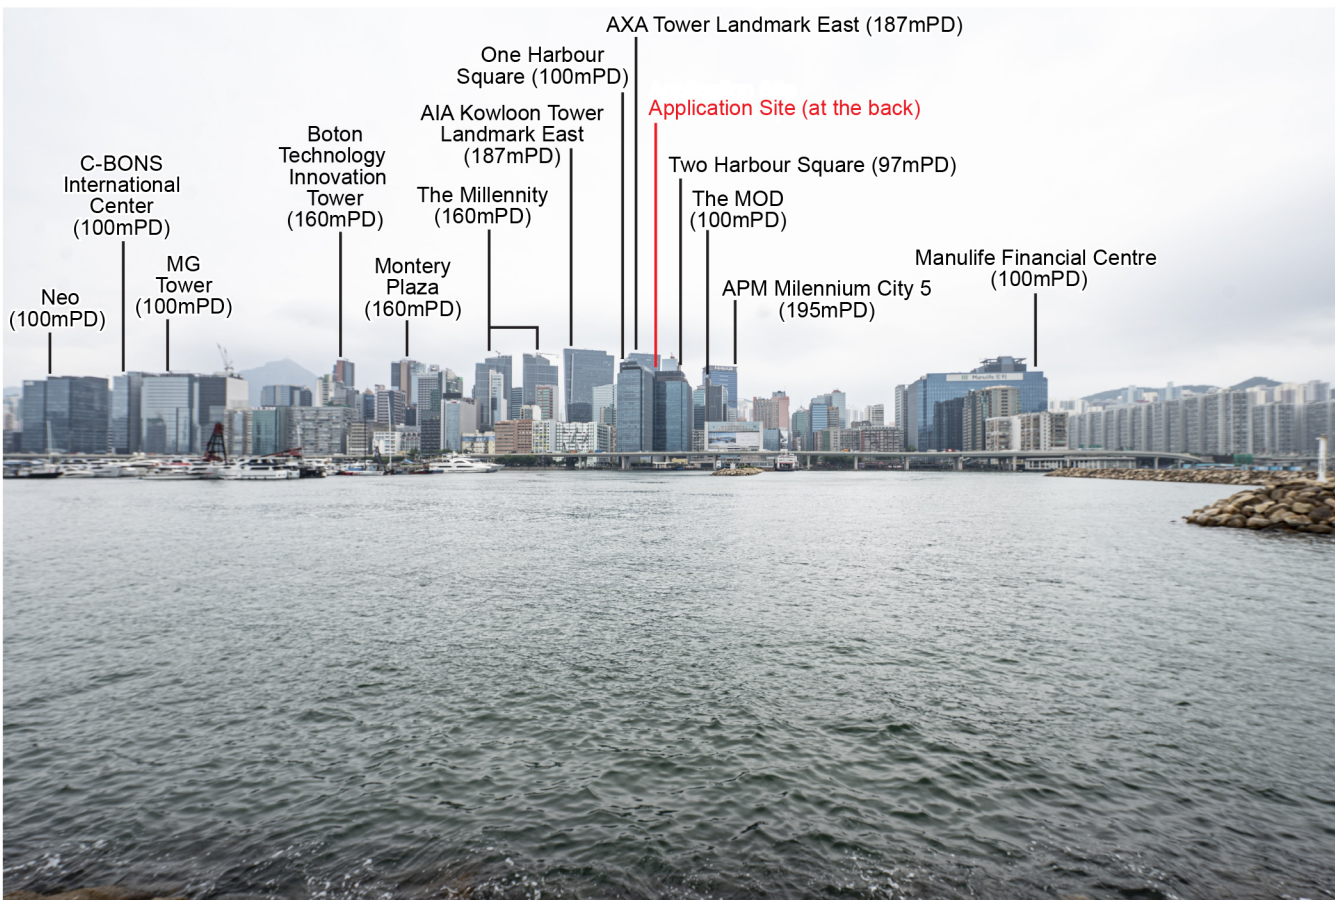 AXA Tower Landmark East (187mPD)
One Harbour
Square (100mPD)
Application Site (at the back)
AIA Kowloon Tower
Landmark East
(187mPD)
Boton
Technology
Innovation
Tower
(160mPD)
C-BONS
International
Center
(100mPD)
Two Harbour Square (97mPD)
The Millennity
(160mPD)
The MOD
(100mPD)
Manulife Financial Centre
(100mPD)
MG
Tower
(100mPD)
Montery
Plaza
(160mPD)
APM Milennium City 5
(195mPD)
Neo
(100mPD)
Manulife